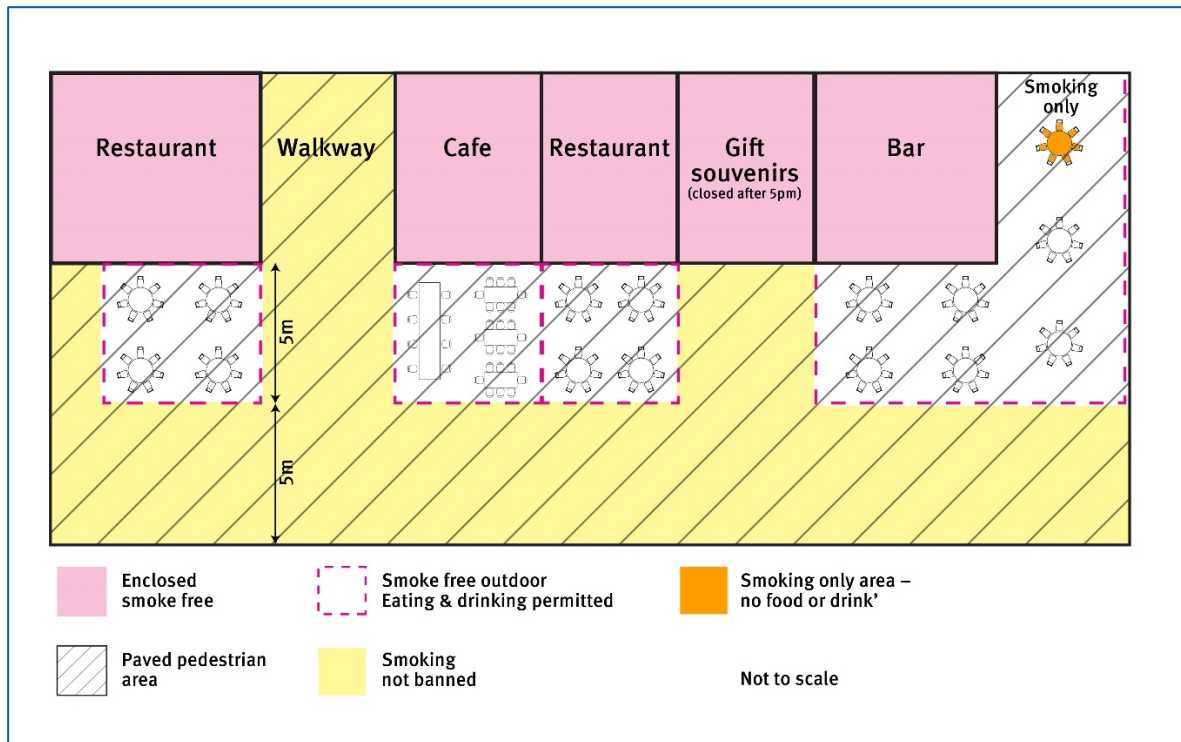 Smoking
only
Restaurant
Walkway
Cafe
Restaurant
Gift
souvenirs
(closed after 5pm)
Bar
5m
5m
Enclosed
smoke free
Smoke free outdoor
Eating & drinking permitted
Smoking only area –
no food or drink’
Paved pedestrian
area
Smoking
not banned
Not to scale